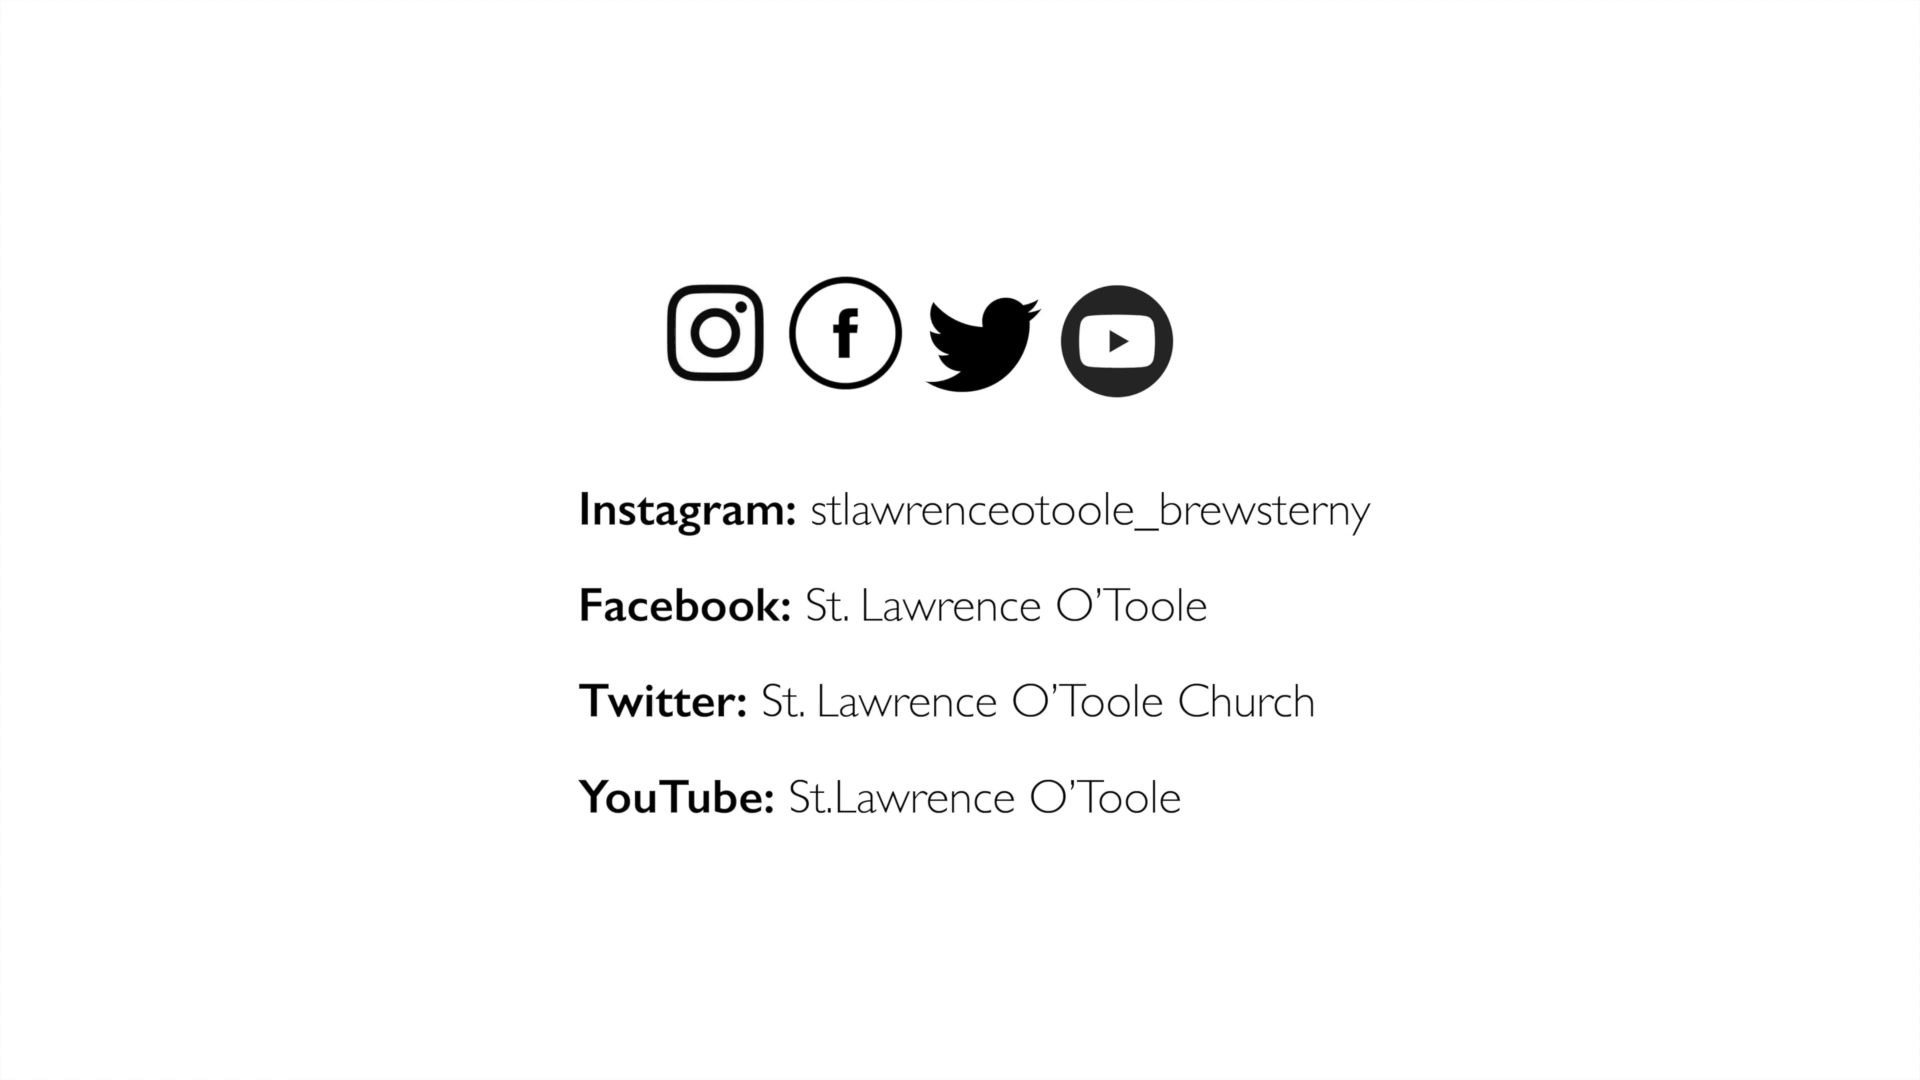 Instagram: stlawrenceotoole_brewsterny
Facebook: St. Lawrence O’Toole
Twitter: St. Lawrence O’Toole Church
YouTube: St.Lawrence O’Toole